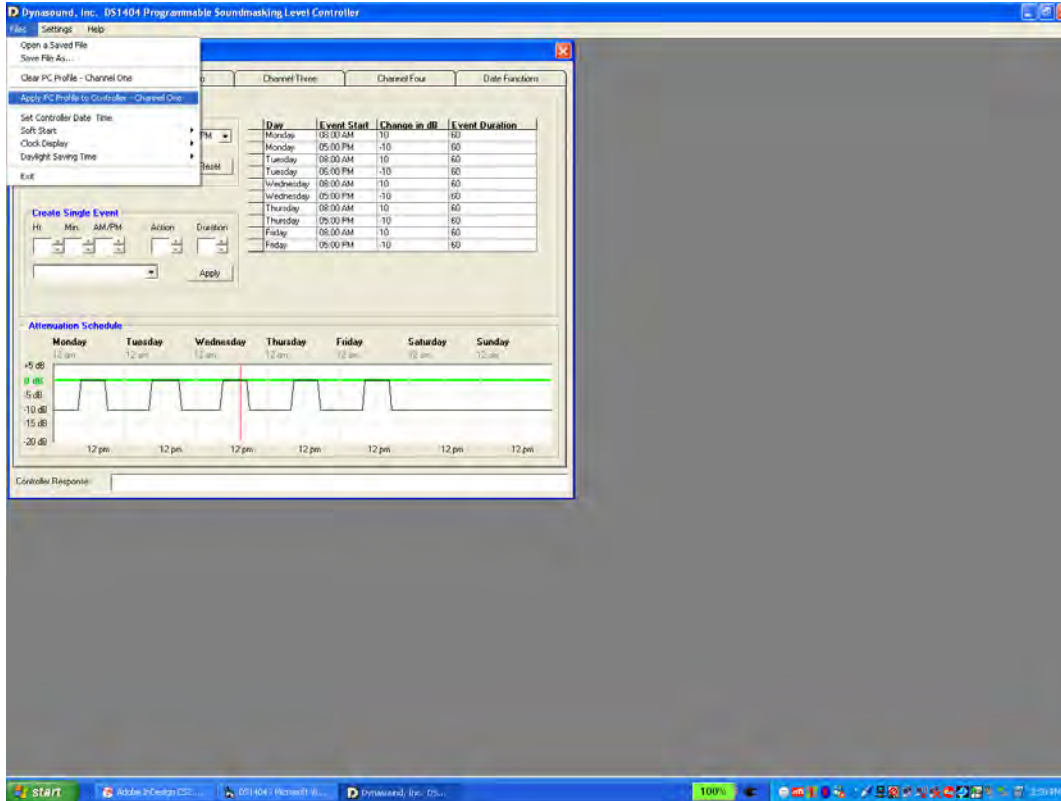 Dynasound, Inc. DS1404 Programmable Soundmasking Level Controller
Files Settings Help
Open a Saved File
Save File As...
Clear PC Profile - Channel One
Apply PC Profile to Controller - Channel One
Set Controller Date Time
Soft Start
Clock Display
Daylight Saving Time
Exit
Channel Three Channel Four Date Functions
PM
Reset
Day Event Start Change in dB Event Duration
Monday 08:00 AM 10 60
Monday 05:00 PM -10 60
Tuesday 08:00 AM 10 60
Tuesday 05:00 PM -10 60
Wednesday 08:00 AM 10 60
Wednesday 05:00 PM -10 60
Thursday 08:00 AM 10 60
Thursday 05:00 PM -10 60
Friday 08:00 AM 10 60
Friday 05:00 PM -10 60
Create Single Event
Hr. Min. AM/PM Action Duration
Apply
Attenuation Schedule
Monday Tuesday Wednesday Thursday Friday Saturday Sunday
12 am 12 am 12 am 12 am 12 am 12 am 12 am
+5 dB
0 dB
-5 dB
-10 dB
-15 dB
-20 dB
12 pm 12 pm 12 pm 12 pm 12 pm 12 pm 12 pm
Controller Response:
start Adobe InDesign CS2... DS1404 - Microsoft W... Dynasound, Inc. DS... 100%